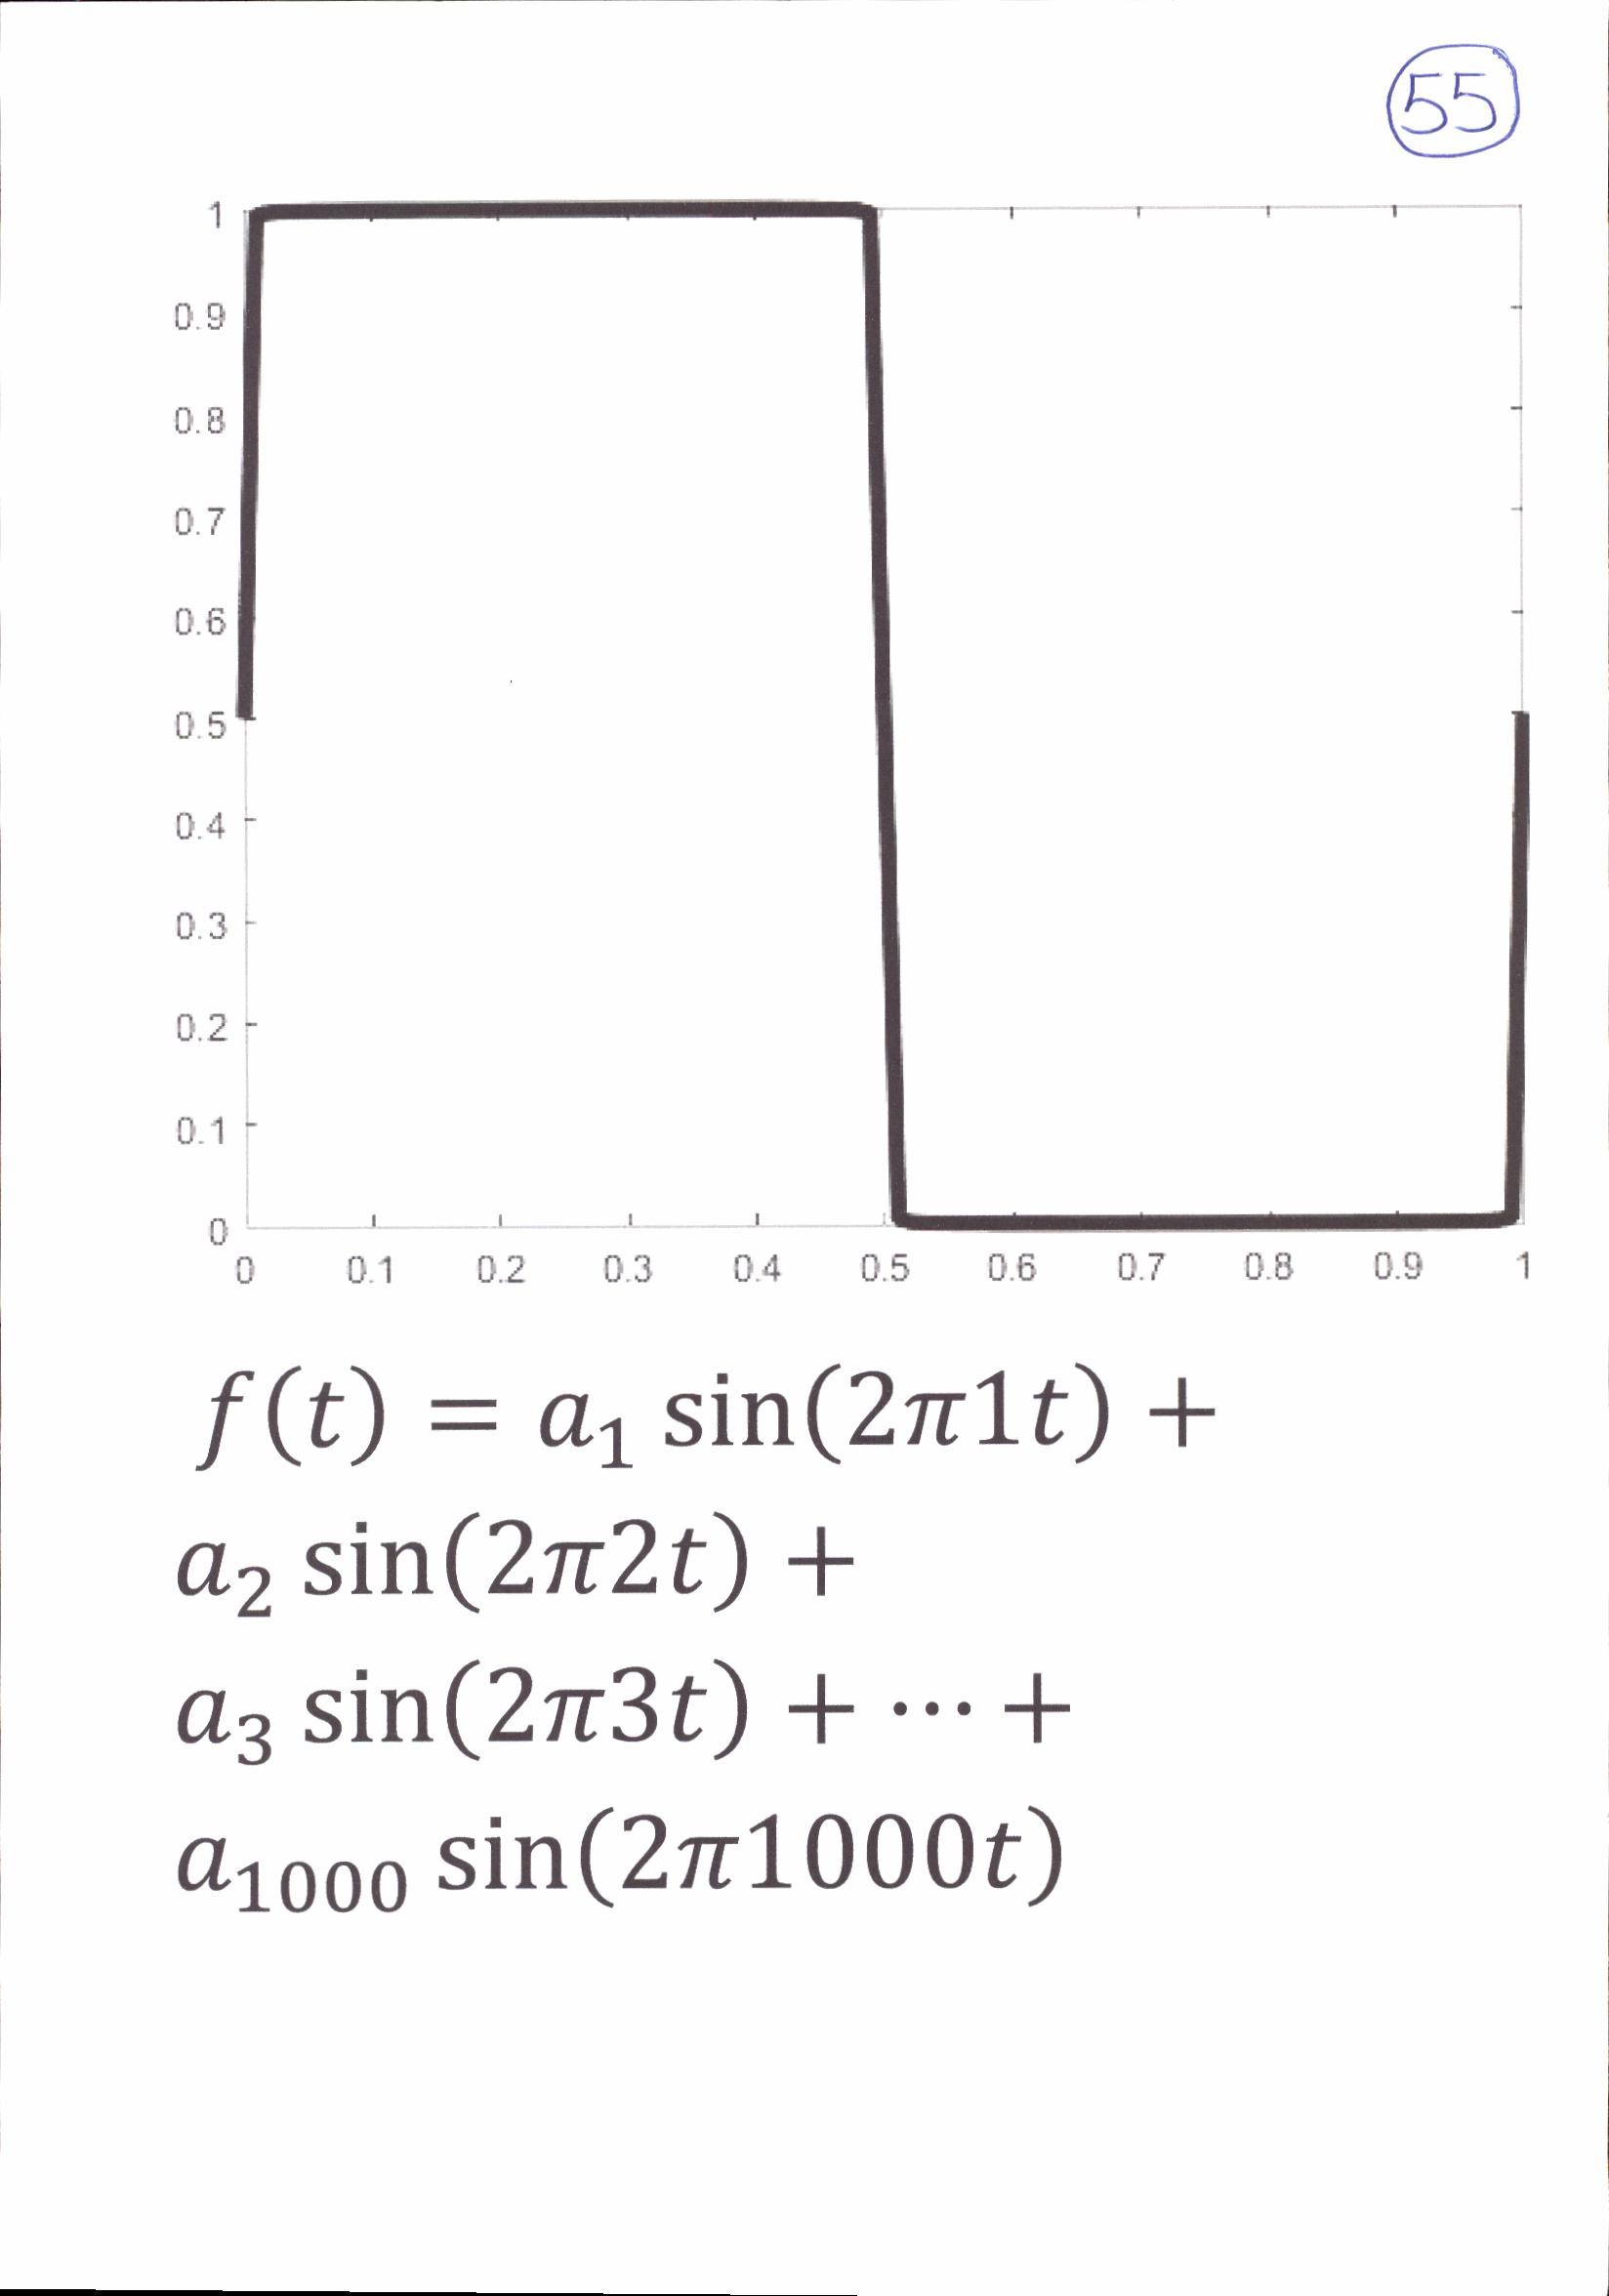 55
1
0.9
0.8
0.7
0.6
0.5
0.4
0.3
0.2
0.1
0
0 0.1 0.2 0.3 0.4 0.5 0.6 0.7 0.8 0.9 1
f(t) = a₁ sin(2π1t) +
a₂ sin(2π2t) +
a₃ sin(2π3t) + ⋯ +
a₁₀₀₀ sin(2π1000t)